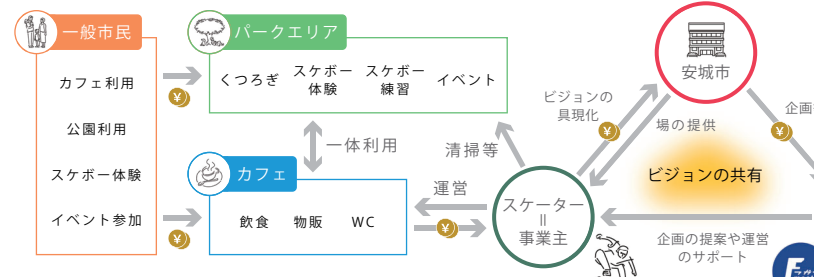 一般市民
カフェ利用
公園利用
スケボー体験
イベント参加
¥
¥
パークエリア
くつろぎ
スケボー
体験
スケボー
練習
イベント
一体利用
カフェ
飲食
物販
WC
清掃等
運営
¥
スケーター
॥
事業主
ビジョンの
具現化
¥
場の提供
安城市
¥
企画
ビジョンの共有
企画の提案や運営
のサポート